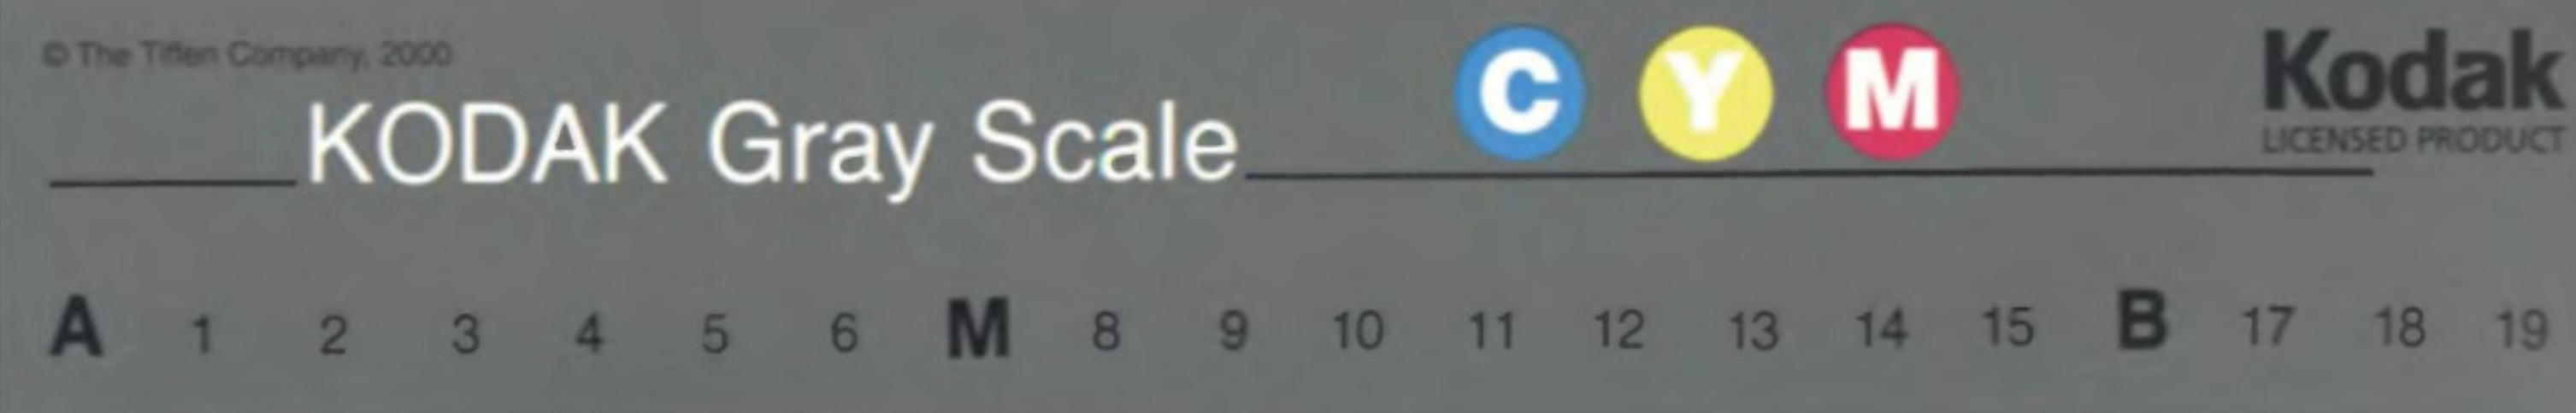 © The Tiffen Company, 2000
KODAK Gray Scale
C Y M
Kodak
LICENSED PRODUCT
A 1 2 3 4 5 6 M 8 9 10 11 12 13 14 15 B 17 18 19